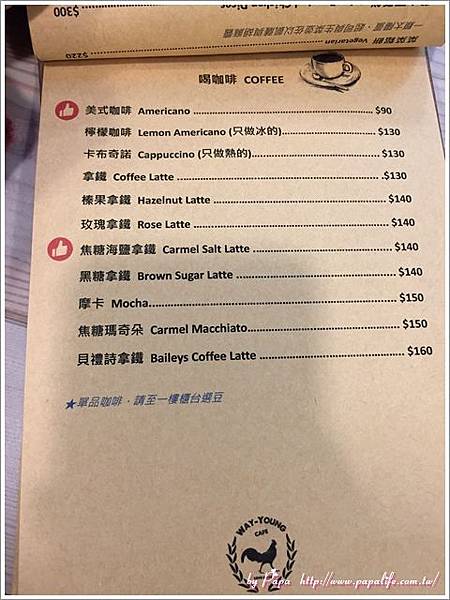 $300
$220
Vegetarian
喝咖啡 COFFEE
美式咖啡 Americano $90
檸檬咖啡 Lemon Americano (只做冰的) $130
卡布奇諾 Cappuccino (只做熱的) $130
拿鐵 Coffee Latte $130
榛果拿鐵 Hazelnut Latte $140
玫瑰拿鐵 Rose Latte $140
焦糖海鹽拿鐵 Carmel Salt Latte $140
黑糖拿鐵 Brown Sugar Latte $140
摩卡 Mocha $150
焦糖瑪奇朵 Carmel Macchiato $150
貝禮詩拿鐵 Baileys Coffee Latte $160
★單品咖啡，請至一樓櫃台選豆
WAY-YOUNG
CAFE
by Papa http://www.papalife.com.tw/